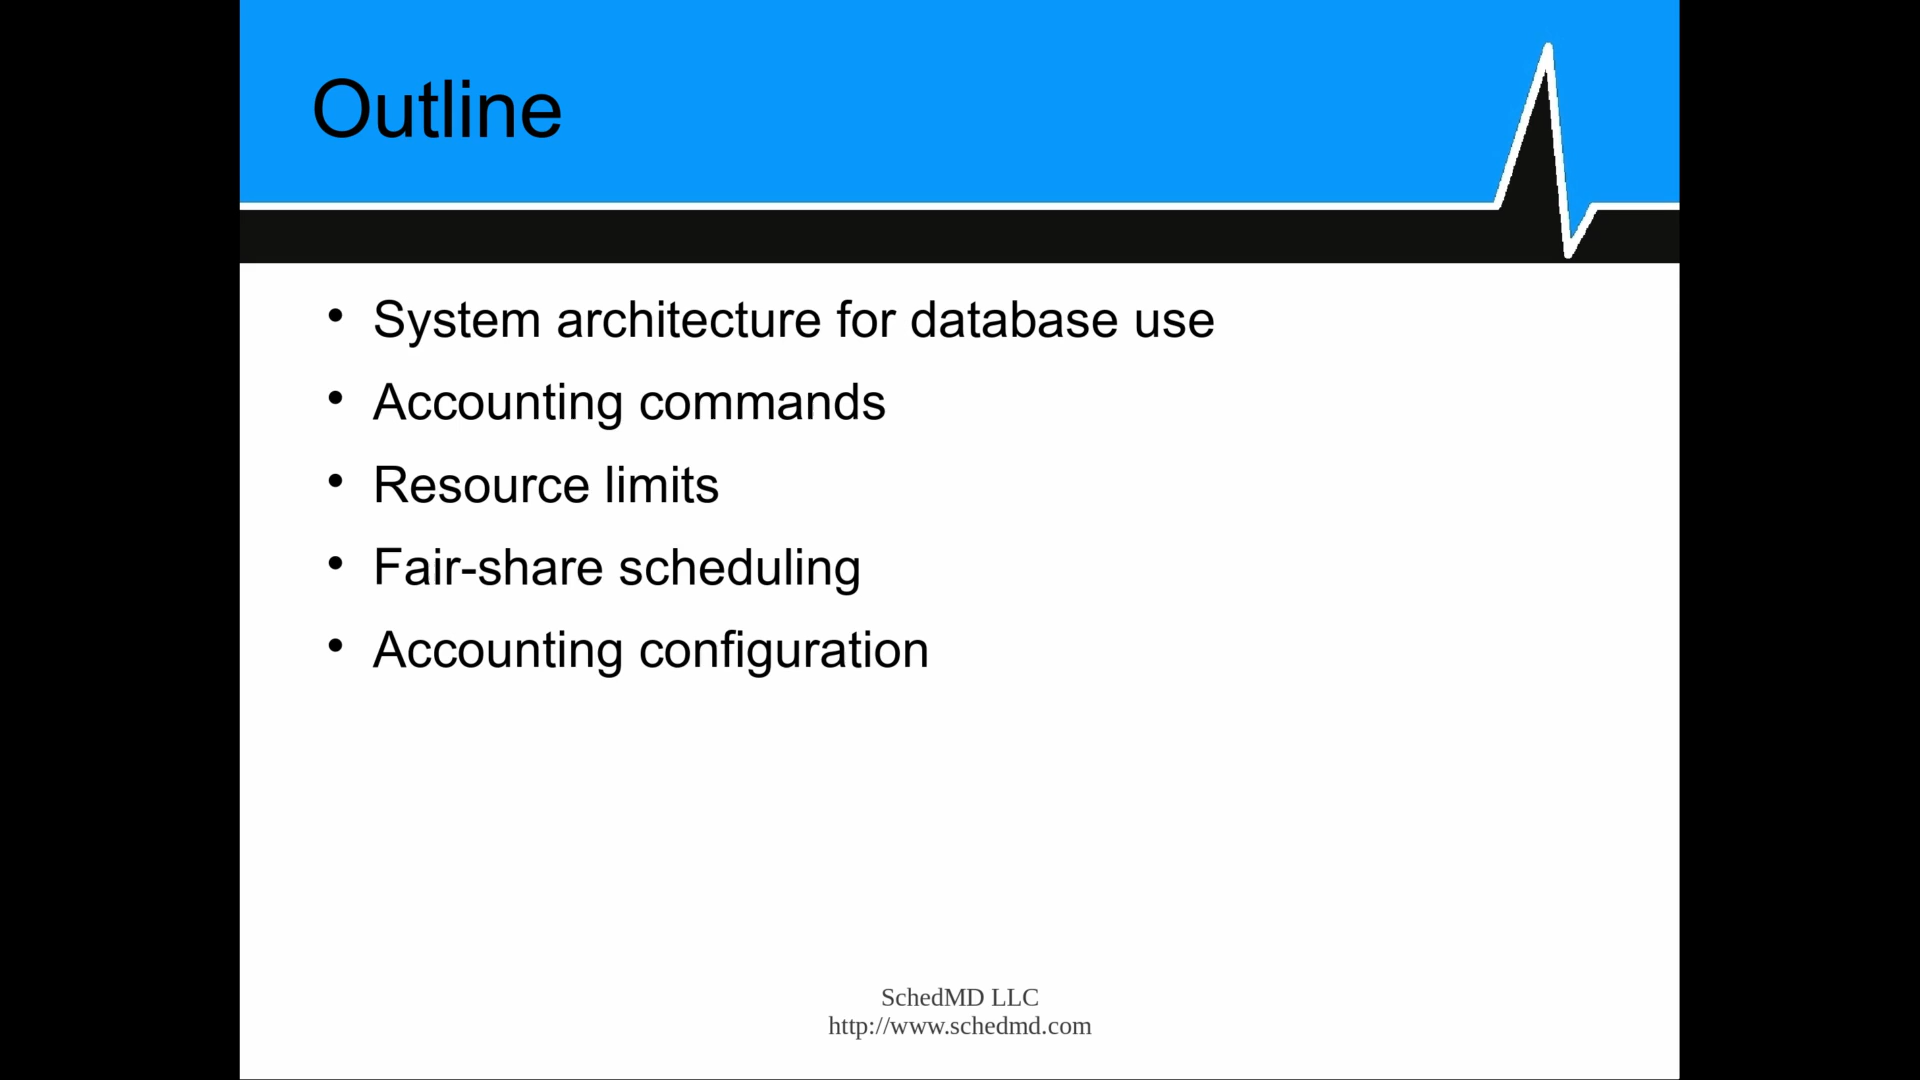 Outline
• System architecture for database use
• Accounting commands
• Resource limits
• Fair-share scheduling
• Accounting configuration
SchedMD LLC
http://www.schedmd.com